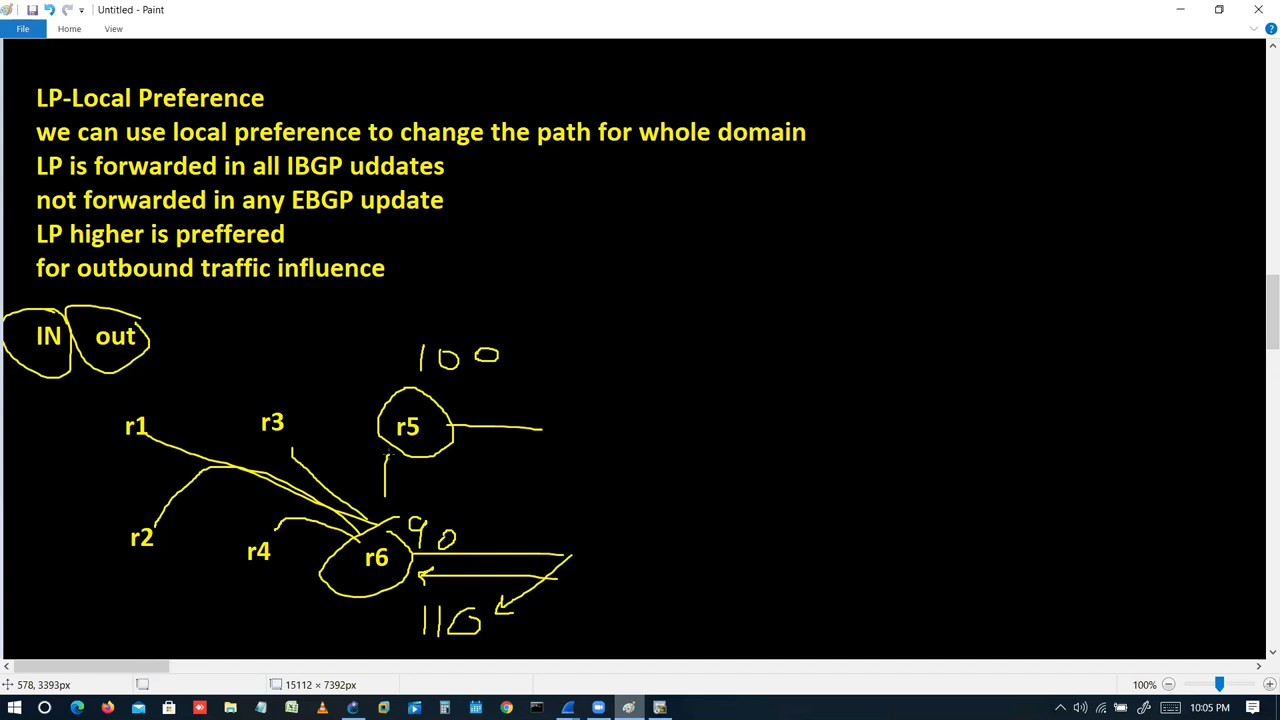 Untitled - Paint
File Home View
LP-Local Preference
we can use local preference to change the path for whole domain
LP is forwarded in all IBGP uddates
not forwarded in any EBGP update
LP higher is preffered
for outbound traffic influence
IN out
100
r1 r3 r5
r2 r4 r6 90
110
578, 3393px 15112 × 7392px 100%
10:05 PM